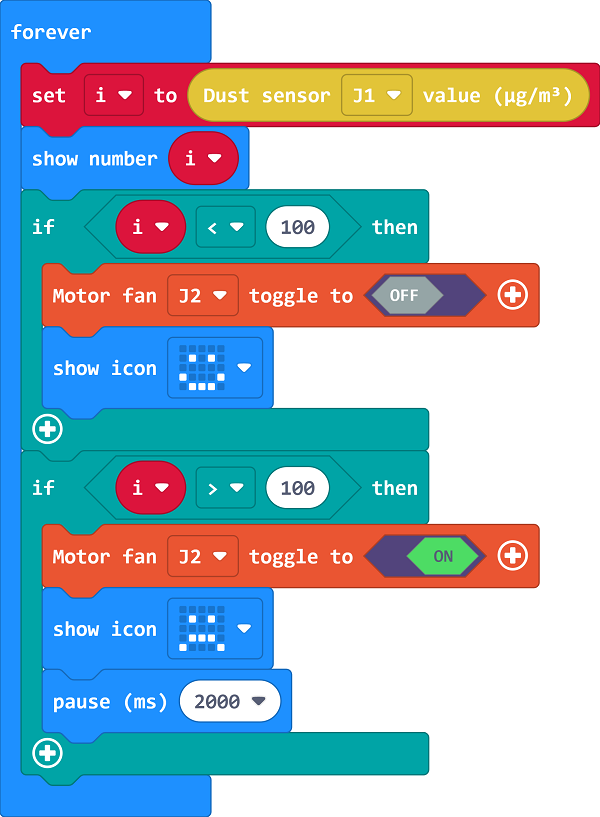 forever
set i to Dust sensor J1 value (µg/m³)
show number i
if i < 100 then
Motor fan J2 toggle to OFF
show icon
if i > 100 then
Motor fan J2 toggle to ON
show icon
pause (ms) 2000